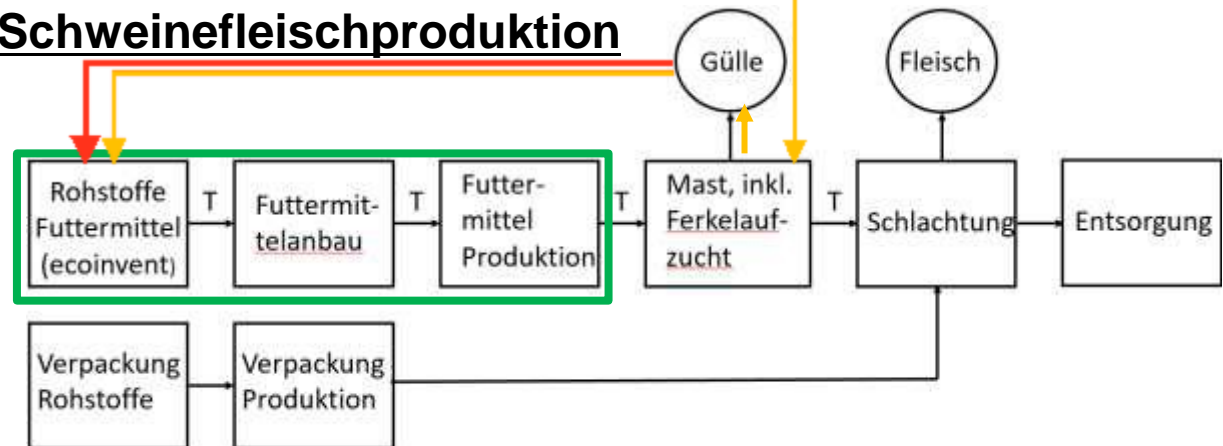 Schweinefleischproduktion
Gülle
Fleisch
Rohstoffe
Futtermittel
(ecoinvent)
T
Futtermit-
telanbau
T
Futter-
mittel
Produktion
T
Mast, inkl.
Ferkelauf-
zucht
T
Schlachtung
Entsorgung
Verpackung
Rohstoffe
Verpackung
Produktion